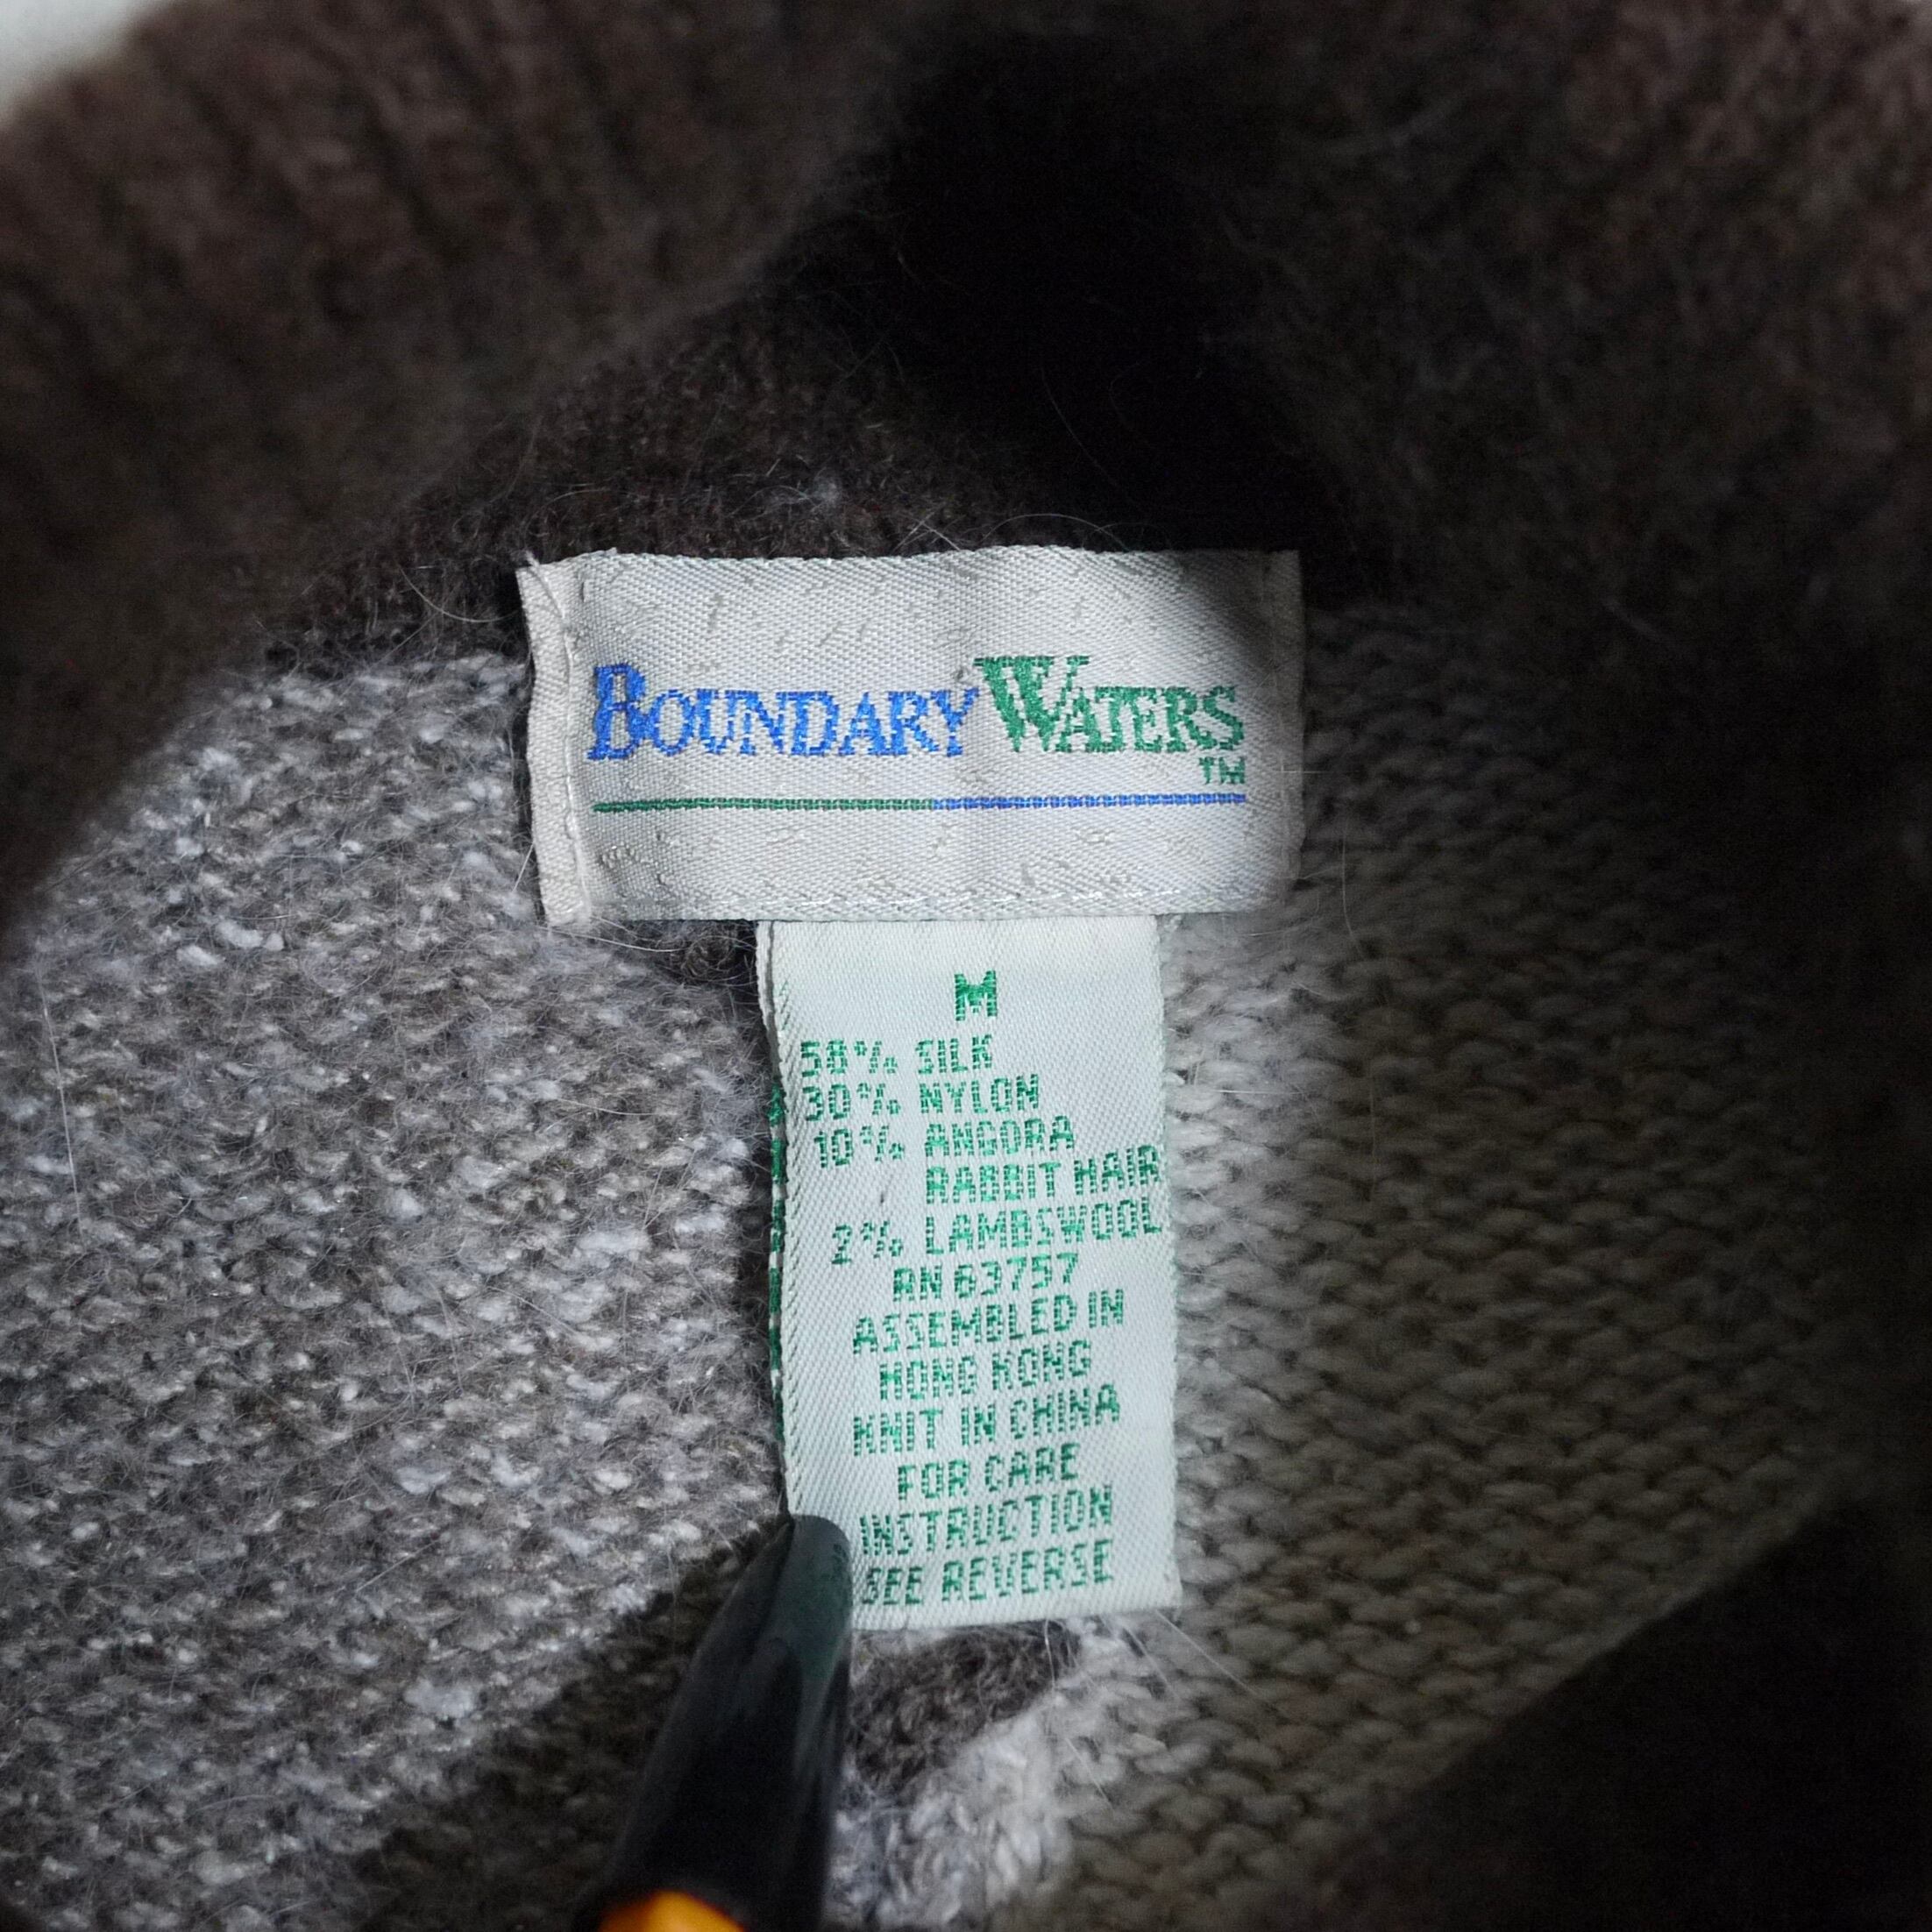 BOUNDARY WATERS
TM
M
58% SILK
30% NYLON
10% ANGORA
RABBIT HAIR
2% LAMBSWOOL
RN 63757
ASSEMBLED IN
HONG KONG
KNIT IN CHINA
FOR CARE
INSTRUCTION
SEE REVERSE